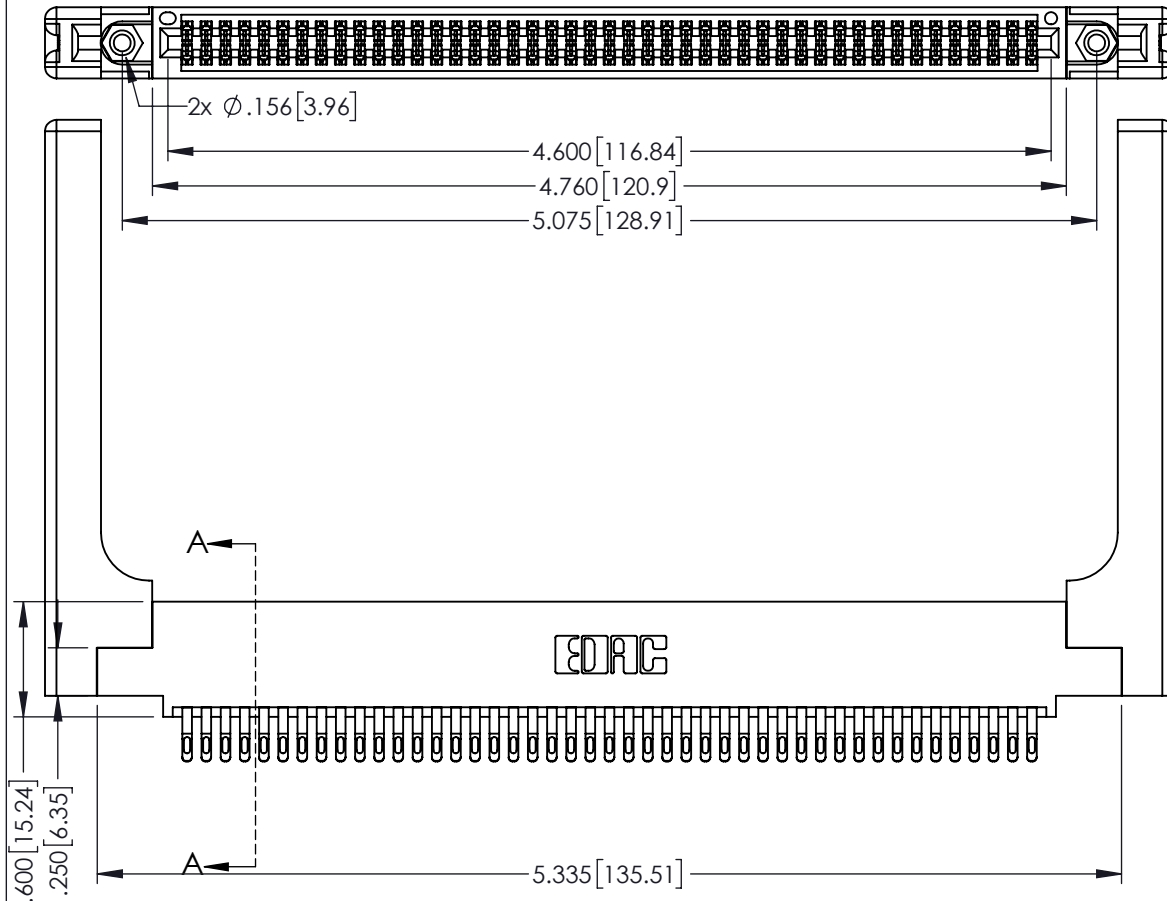 2x Ø.156[3.96]
4.600[116.84]
4.760[120.9]
5.075[128.91]
A
EDAC
.600[15.24]
.250[6.35]
A
5.335[135.51]